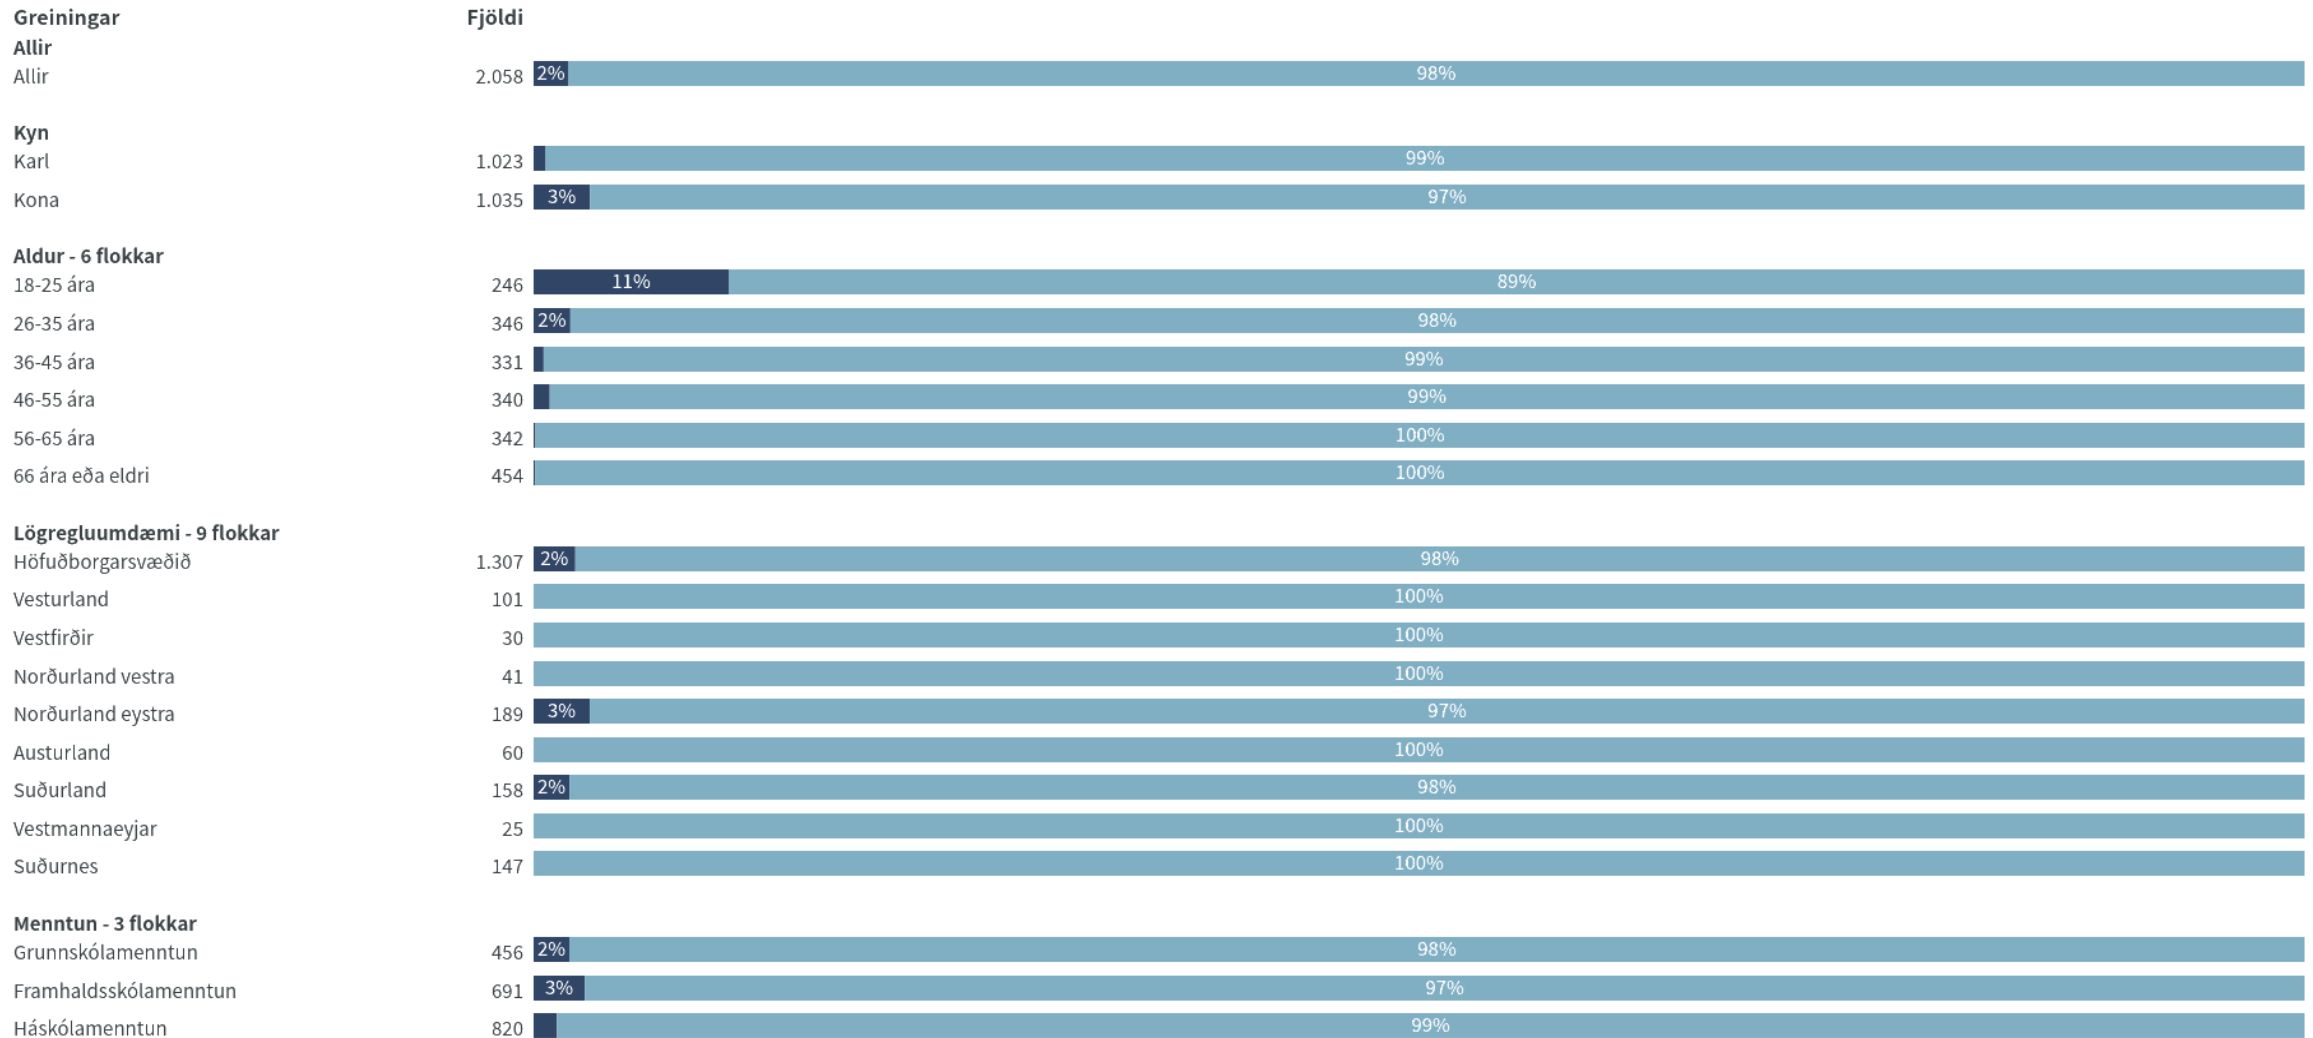 Greiningar Fjöldi
Allir
Allir 2.058 2% 98%
Kyn
Karl 1.023 99%
Kona 1.035 3% 97%
Aldur - 6 flokkar
18-25 ára 246 11% 89%
26-35 ára 346 2% 98%
36-45 ára 331 99%
46-55 ára 340 99%
56-65 ára 342 100%
66 ára eða eldri 454 100%
Lögregluumdæmi - 9 flokkar
Höfuðborgarsvæðið 1.307 2% 98%
Vesturland 101 100%
Vestfirðir 30 100%
Norðurland vestra 41 100%
Norðurland eystra 189 3% 97%
Austurland 60 100%
Suðurland 158 2% 98%
Vestmannaeyjar 25 100%
Suðurnes 147 100%
Menntun - 3 flokkar
Grunnskólamenntun 456 2% 98%
Framhaldsskólamenntun 691 3% 97%
Háskólamenntun 820 99%